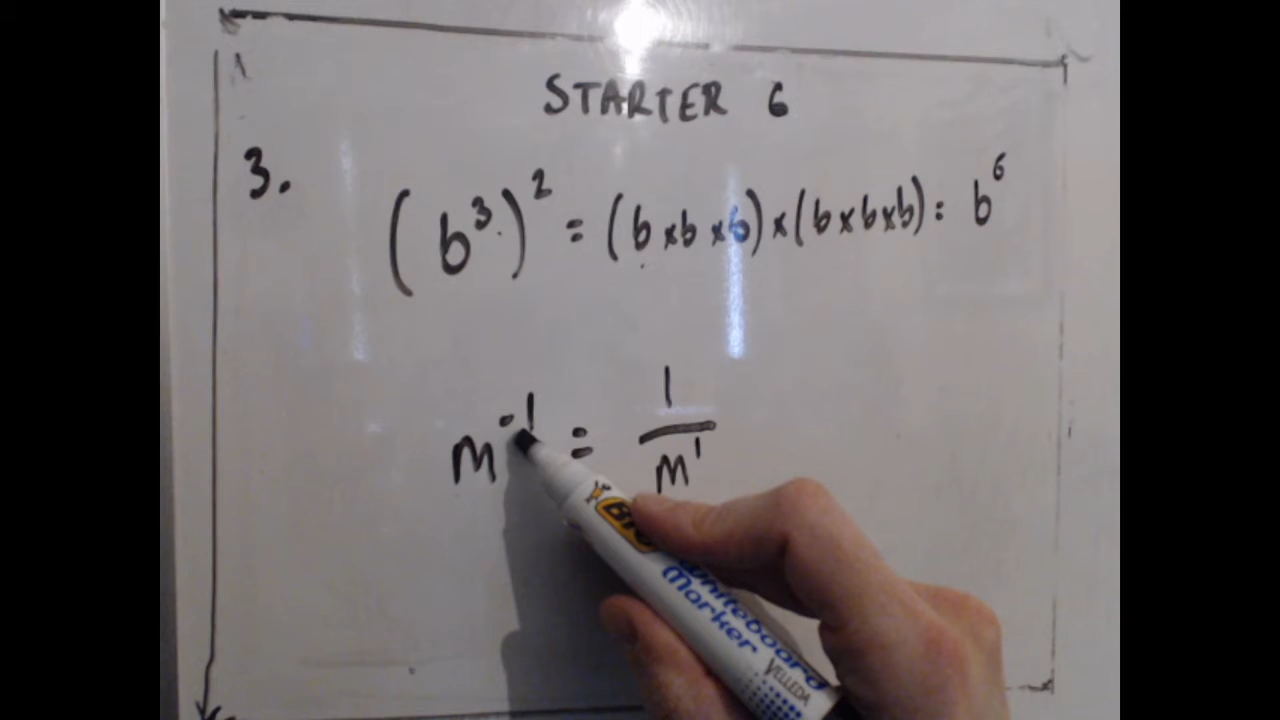 STARTER 6
3. (b³)² = (b×b×b)×(b×b×b) = b⁶
m⁻¹ = 1/m¹
BIC
Whiteboard
Marker
VELLEDA